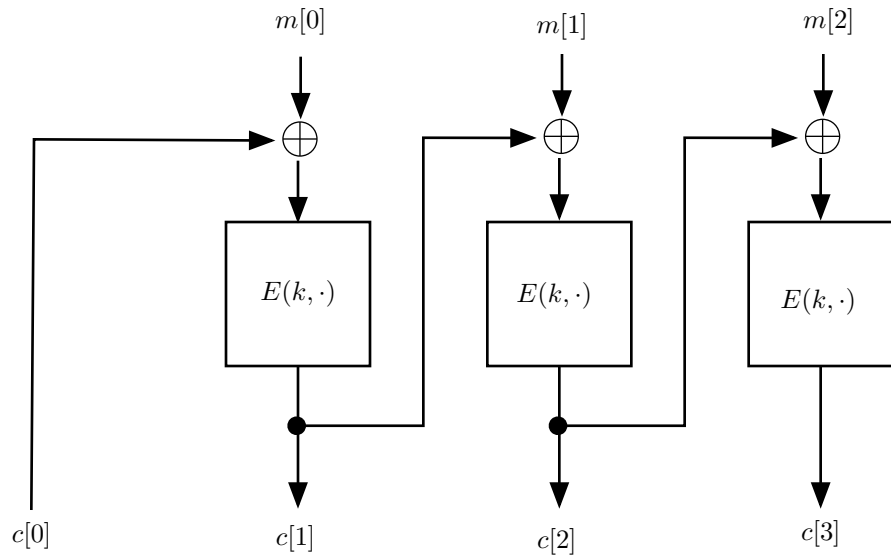 m[0] m[1] m[2]
E(k, ·) E(k, ·) E(k, ·)
c[0] c[1] c[2] c[3]